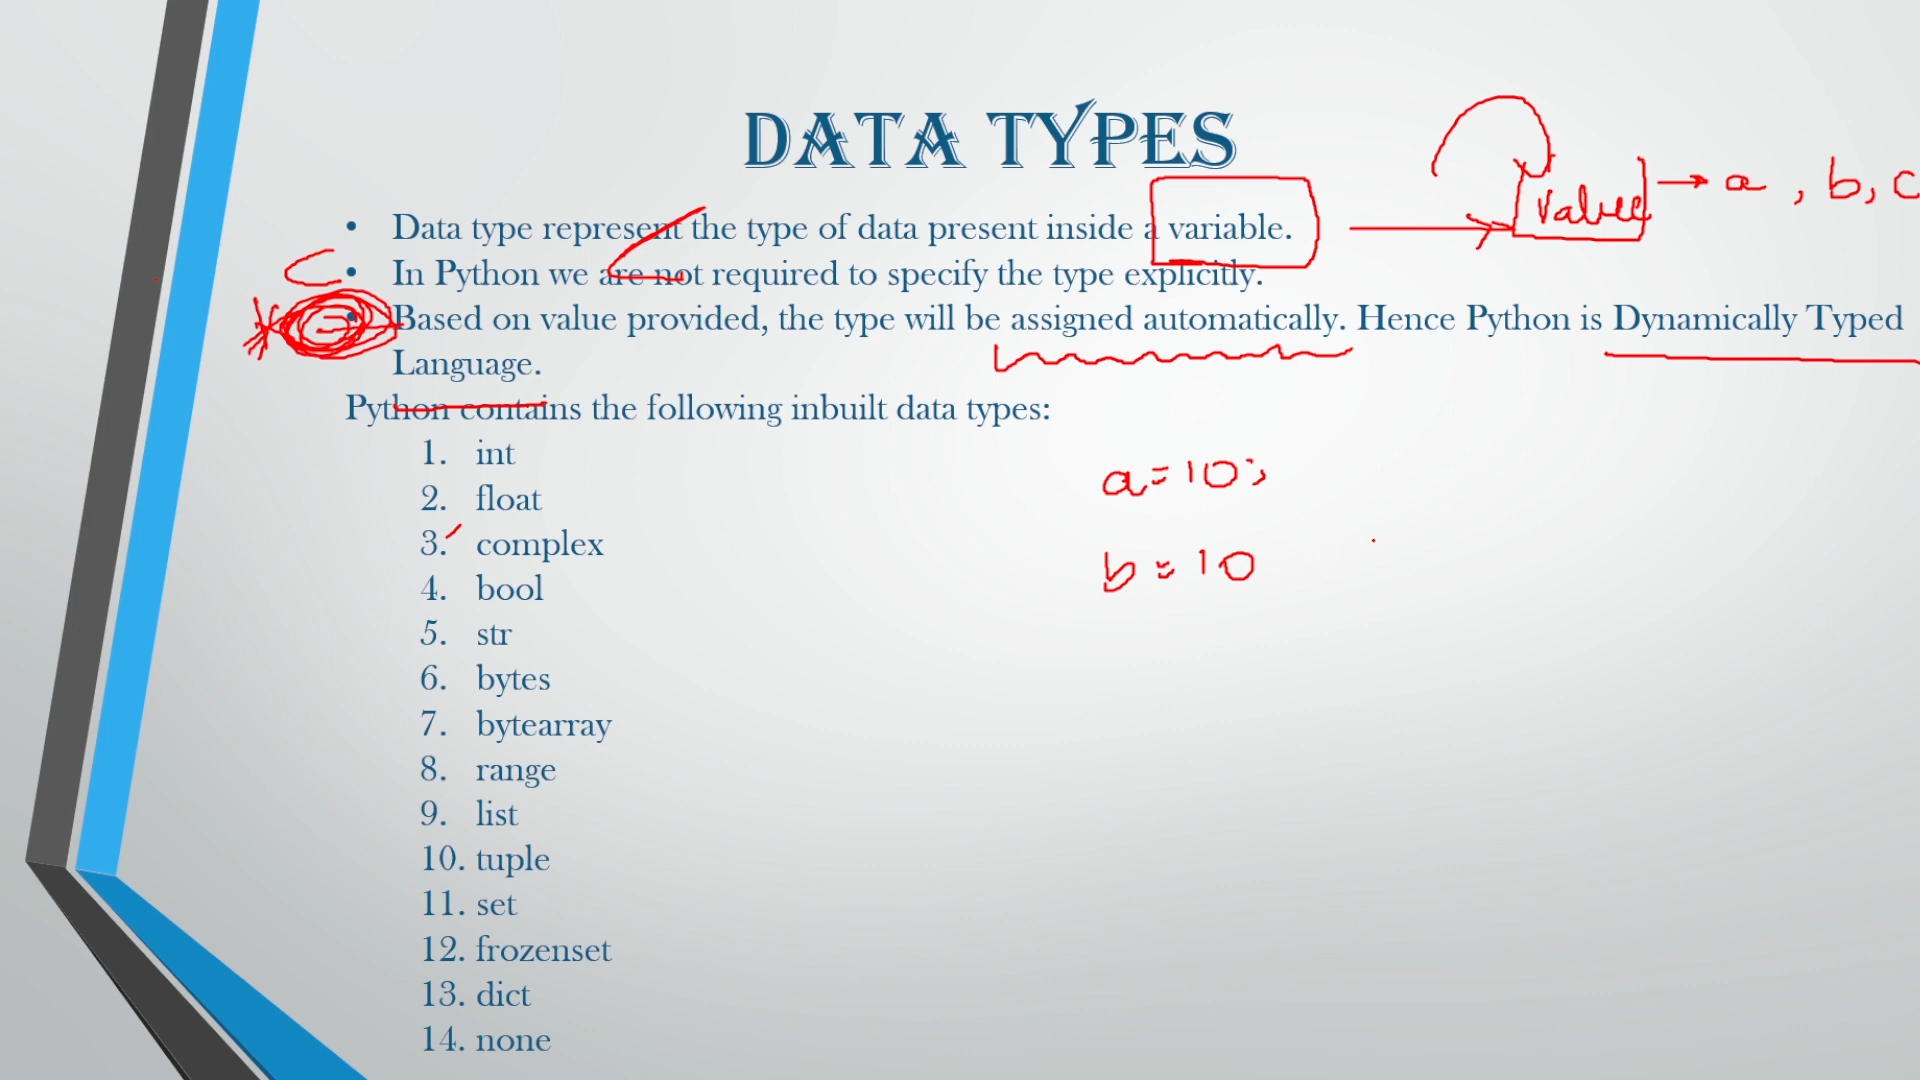 DATA TYPES
value → a , b, c
• Data type represent the type of data present inside a variable.
• In Python we are not required to specify the type explicitly.
• Based on value provided, the type will be assigned automatically. Hence Python is Dynamically Typed
Language.
Python contains the following inbuilt data types:
1. int
2. float
3. complex
4. bool
5. str
6. bytes
7. bytearray
8. range
9. list
10. tuple
11. set
12. frozenset
13. dict
14. none
a=10;
b=10